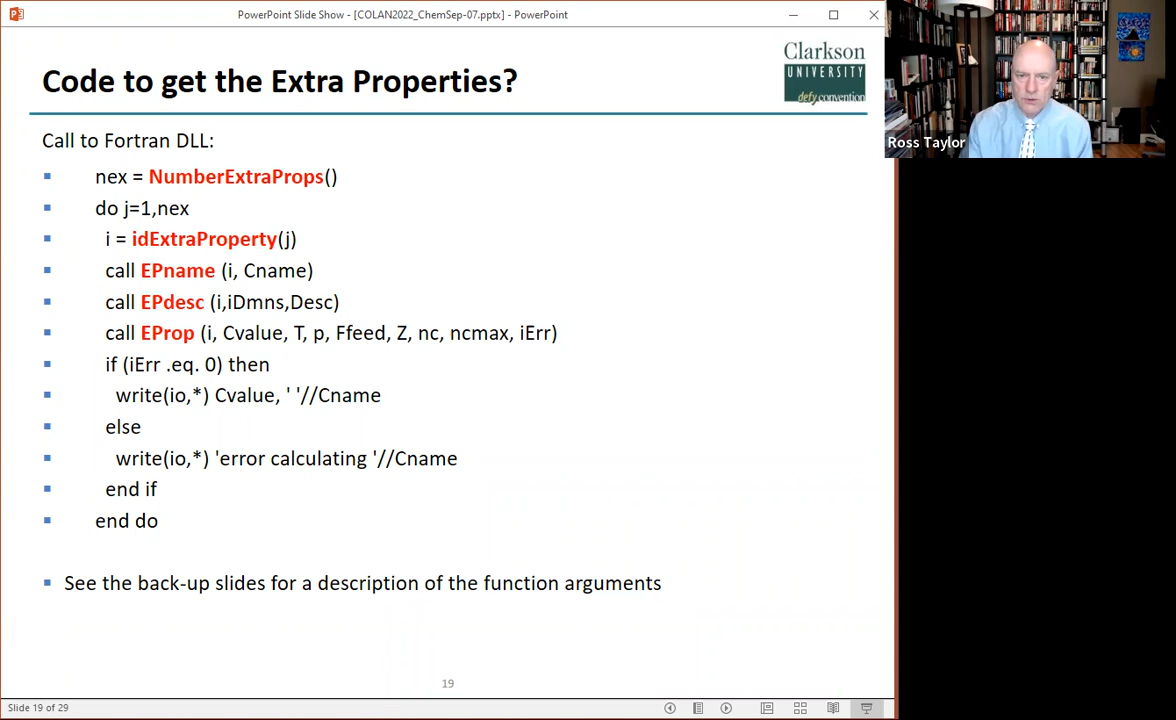 PowerPoint Slide Show - [COLAN2022_ChemSep-07.pptx] - PowerPoint
Code to get the Extra Properties?
Clarkson
UNIVERSITY
defy convention
Ross Taylor
Call to Fortran DLL:
nex = NumberExtraProps()
do j=1,nex
i = idExtraProperty(j)
call EPname (i, Cname)
call EPdesc (i,iDmns,Desc)
call EProp (i, Cvalue, T, p, Ffeed, Z, nc, ncmax, iErr)
if (iErr .eq. 0) then
write(io,*) Cvalue, ' '//Cname
else
write(io,*) 'error calculating '//Cname
end if
end do
See the back-up slides for a description of the function arguments
19
Slide 19 of 29